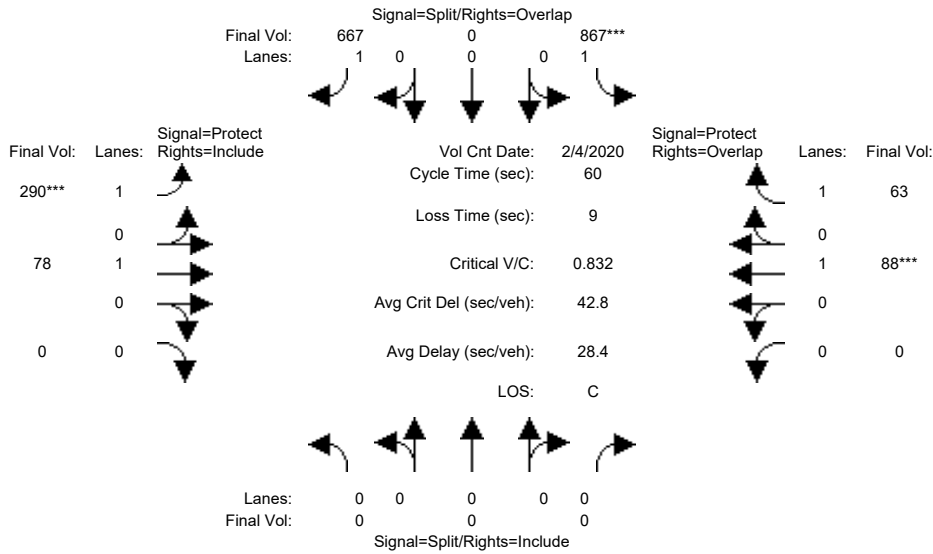 Signal=Split/Rights=Overlap
Final Vol: 667 0 867***
Lanes: 1 0 0 0 1
Signal=Protect
Final Vol: Lanes: Rights=Include
Vol Cnt Date: 2/4/2020
Signal=Protect
Rights=Overlap Lanes: Final Vol:
Cycle Time (sec): 60
290*** 1
1 63
Loss Time (sec): 9
0
0
78 1
Critical V/C: 0.832
1 88***
0
Avg Crit Del (sec/veh): 42.8
0
0 0
Avg Delay (sec/veh): 28.4
0 0
LOS: C
Lanes: 0 0 0 0 0
Final Vol: 0 0 0
Signal=Split/Rights=Include